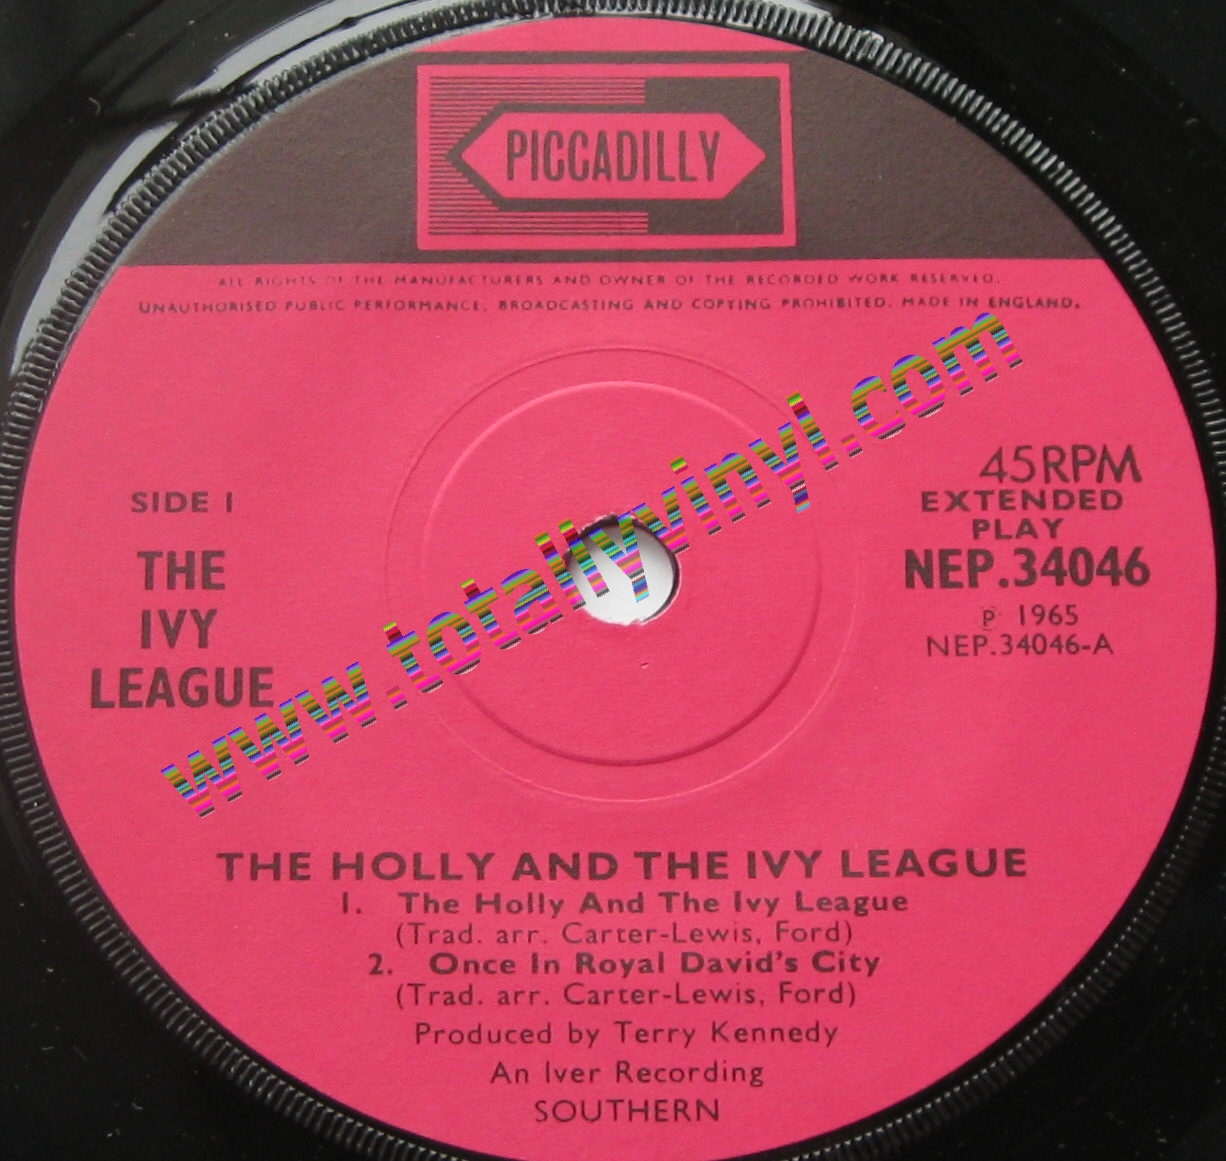 PICCADILLY
ALL RIGHTS OF THE MANUFACTURERS AND OWNER OF THE RECORDED WORK RESERVED.
UNAUTHORISED PUBLIC PERFORMANCE, BROADCASTING AND COPYING PROHIBITED. MADE IN ENGLAND.
45RPM
EXTENDED
PLAY
NEP.34046
℗ 1965
NEP.34046-A
SIDE 1
THE
IVY
LEAGUE
www.totallyvinyl.com
THE HOLLY AND THE IVY LEAGUE
1. The Holly And The Ivy League
(Trad. arr. Carter-Lewis, Ford)
2. Once In Royal David's City
(Trad. arr. Carter-Lewis, Ford)
Produced by Terry Kennedy
An Iver Recording
SOUTHERN